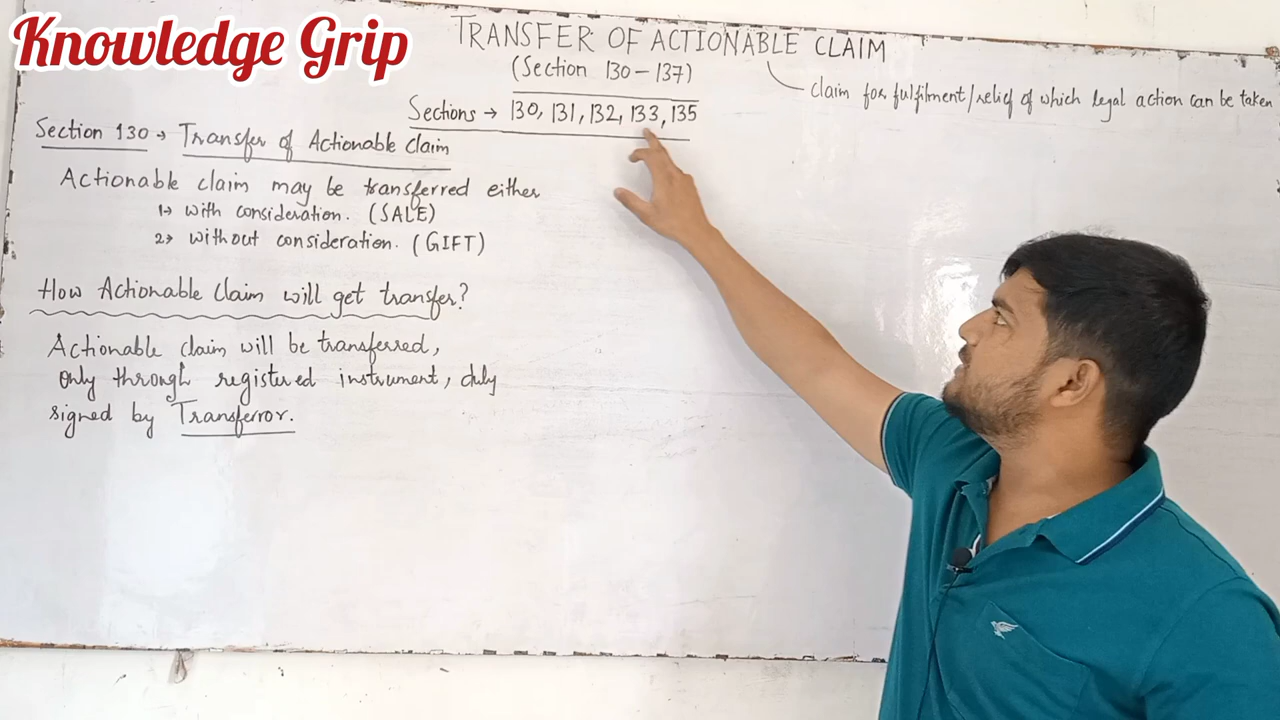 Knowledge Grip
TRANSFER OF ACTIONABLE CLAIM
(Section 130 - 137)
claim for fulfilment/relief of which legal action can be taken
Sections → 130, 131, 132, 133, 135
Section 130 → Transfer of Actionable Claim
Actionable claim may be transferred either
1→ with consideration. (SALE)
2→ without consideration. (GIFT)
How Actionable Claim will get transfer?
Actionable claim will be transferred,
only through registered instrument, duly
signed by Transferror.